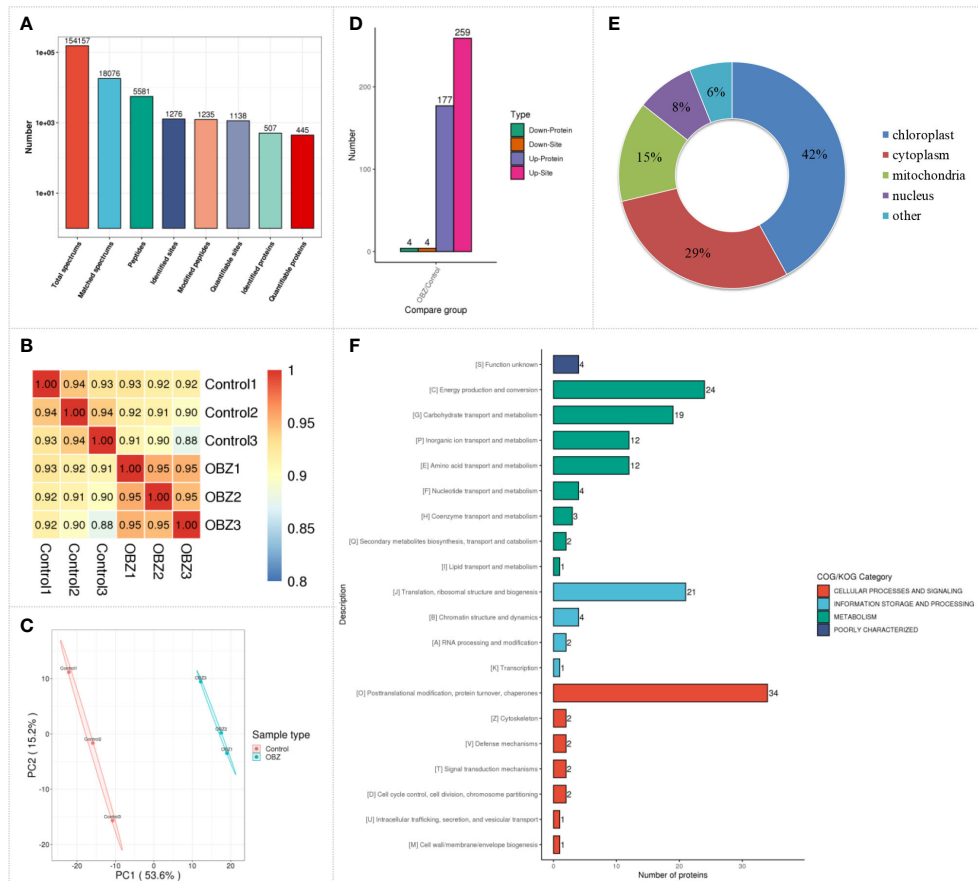 A
154157
18076
5581
1276
1235
1138
507
445
1e+05
1e+03
1e+01
Number
Total spectrums
Matched spectrums
Peptides
Identified sites
Modified peptides
Quantifiable sites
Identified proteins
Quantifiable proteins
D
259
177
4
4
200
100
0
Number
Type
Down-Protein
Down-Site
Up-Protein
Up-Site
OBZ/Control
Compare group
E
6%
8%
15%
42%
29%
chloroplast
cytoplasm
mitochondria
nucleus
other
B
1.00 0.94 0.93 0.93 0.92 0.92 Control1
0.94 1.00 0.94 0.92 0.91 0.90 Control2
0.93 0.94 1.00 0.91 0.90 0.88 Control3
0.93 0.92 0.91 1.00 0.95 0.95 OBZ1
0.92 0.91 0.90 0.95 1.00 0.95 OBZ2
0.92 0.90 0.88 0.95 0.95 1.00 OBZ3
Control1 Control2 Control3 OBZ1 OBZ2 OBZ3
1
0.95
0.9
0.85
0.8
C
Control1
Control2
Control3
OBZ3
OBZ2
OBZ1
10
0
-10
-20
PC2 ( 15.2% )
-20 -10 0 10 20
PC1 ( 53.6% )
Sample type
Control
OBZ
F
[S] Function unknown 4
[C] Energy production and conversion 24
[G] Carbohydrate transport and metabolism 19
[P] Inorganic ion transport and metabolism 12
[E] Amino acid transport and metabolism 12
[F] Nucleotide transport and metabolism 4
[H] Coenzyme transport and metabolism 3
[Q] Secondary metabolites biosynthesis, transport and catabolism 2
[I] Lipid transport and metabolism 1
[J] Translation, ribosomal structure and biogenesis 21
[B] Chromatin structure and dynamics 4
[A] RNA processing and modification 2
[K] Transcription 1
[O] Posttranslational modification, protein turnover, chaperones 34
[Z] Cytoskeleton 2
[V] Defense mechanisms 2
[T] Signal transduction mechanisms 2
[D] Cell cycle control, cell division, chromosome partitioning 2
[U] Intracellular trafficking, secretion, and vesicular transport 1
[M] Cell wall/membrane/envelope biogenesis 1
Description
0 10 20 30
Number of proteins
COG/KOG Category
CELLULAR PROCESSES AND SIGNALING
INFORMATION STORAGE AND PROCESSING
METABOLISM
POORLY CHARACTERIZED